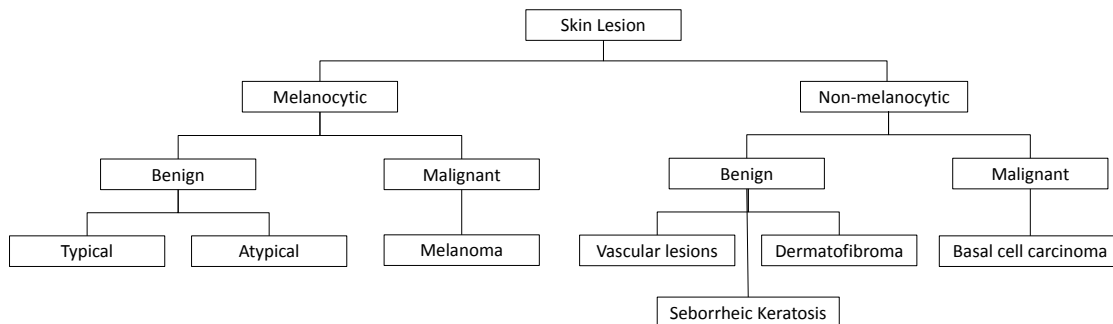 Skin Lesion
Melanocytic
Non-melanocytic
Benign
Malignant
Benign
Malignant
Typical
Atypical
Melanoma
Vascular lesions
Dermatofibroma
Basal cell carcinoma
Seborrheic Keratosis